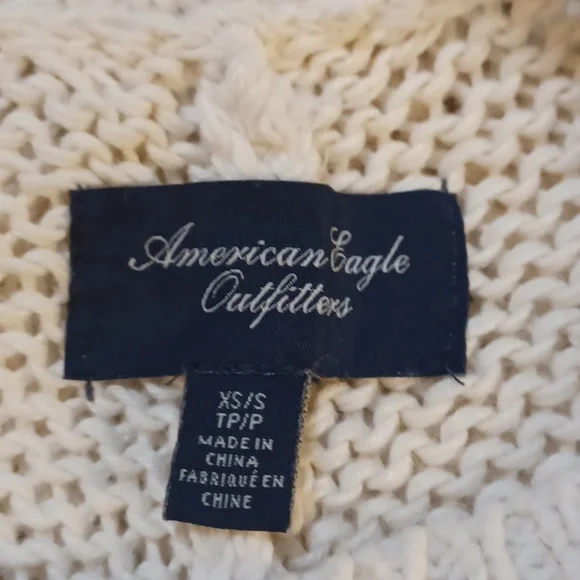 American Eagle
Outfitters
XS/S
TP/P
MADE IN
CHINA
FABRIQUÉ EN
CHINE